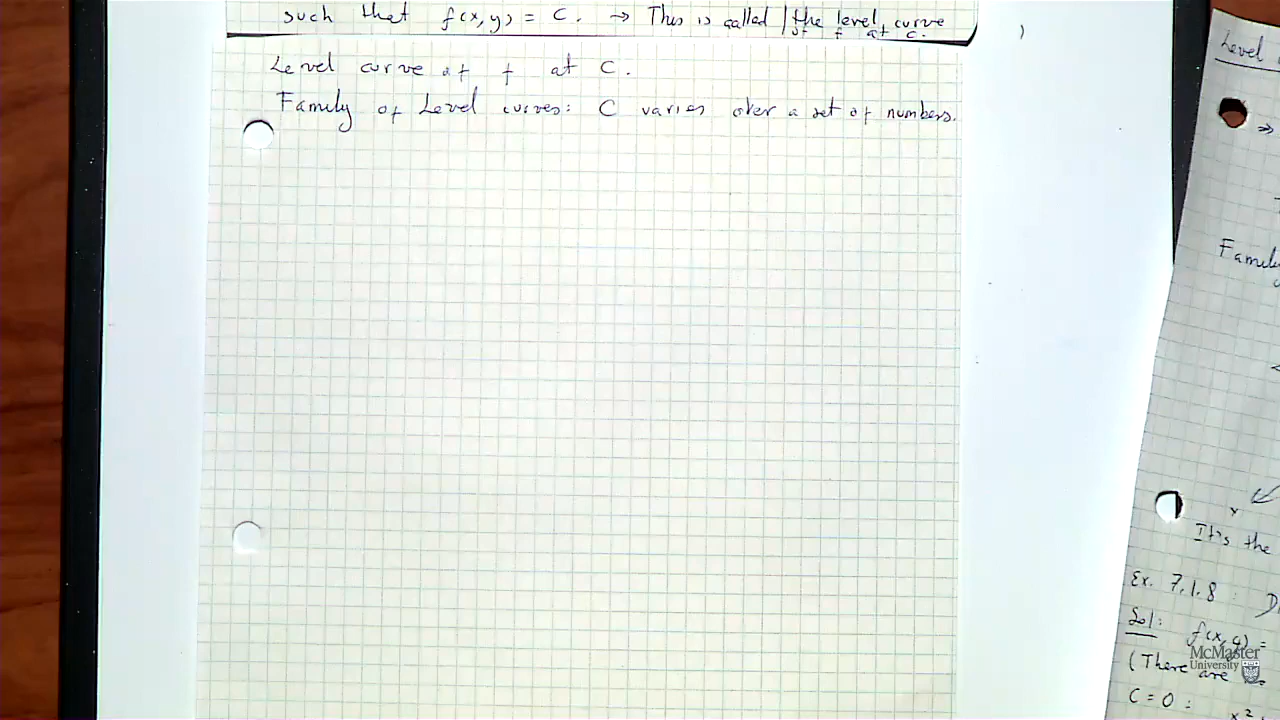 such that f(x,y) = C. → This is called the level curve
of f at C.
Level curve of f at C.
Family of Level curves: C varies over a set of numbers.
Level
⇒
Family
It's the
Ex. 7.1.8 : D
Sol: f(x,y) =
(There are
C = 0 : x²
McMaster
University